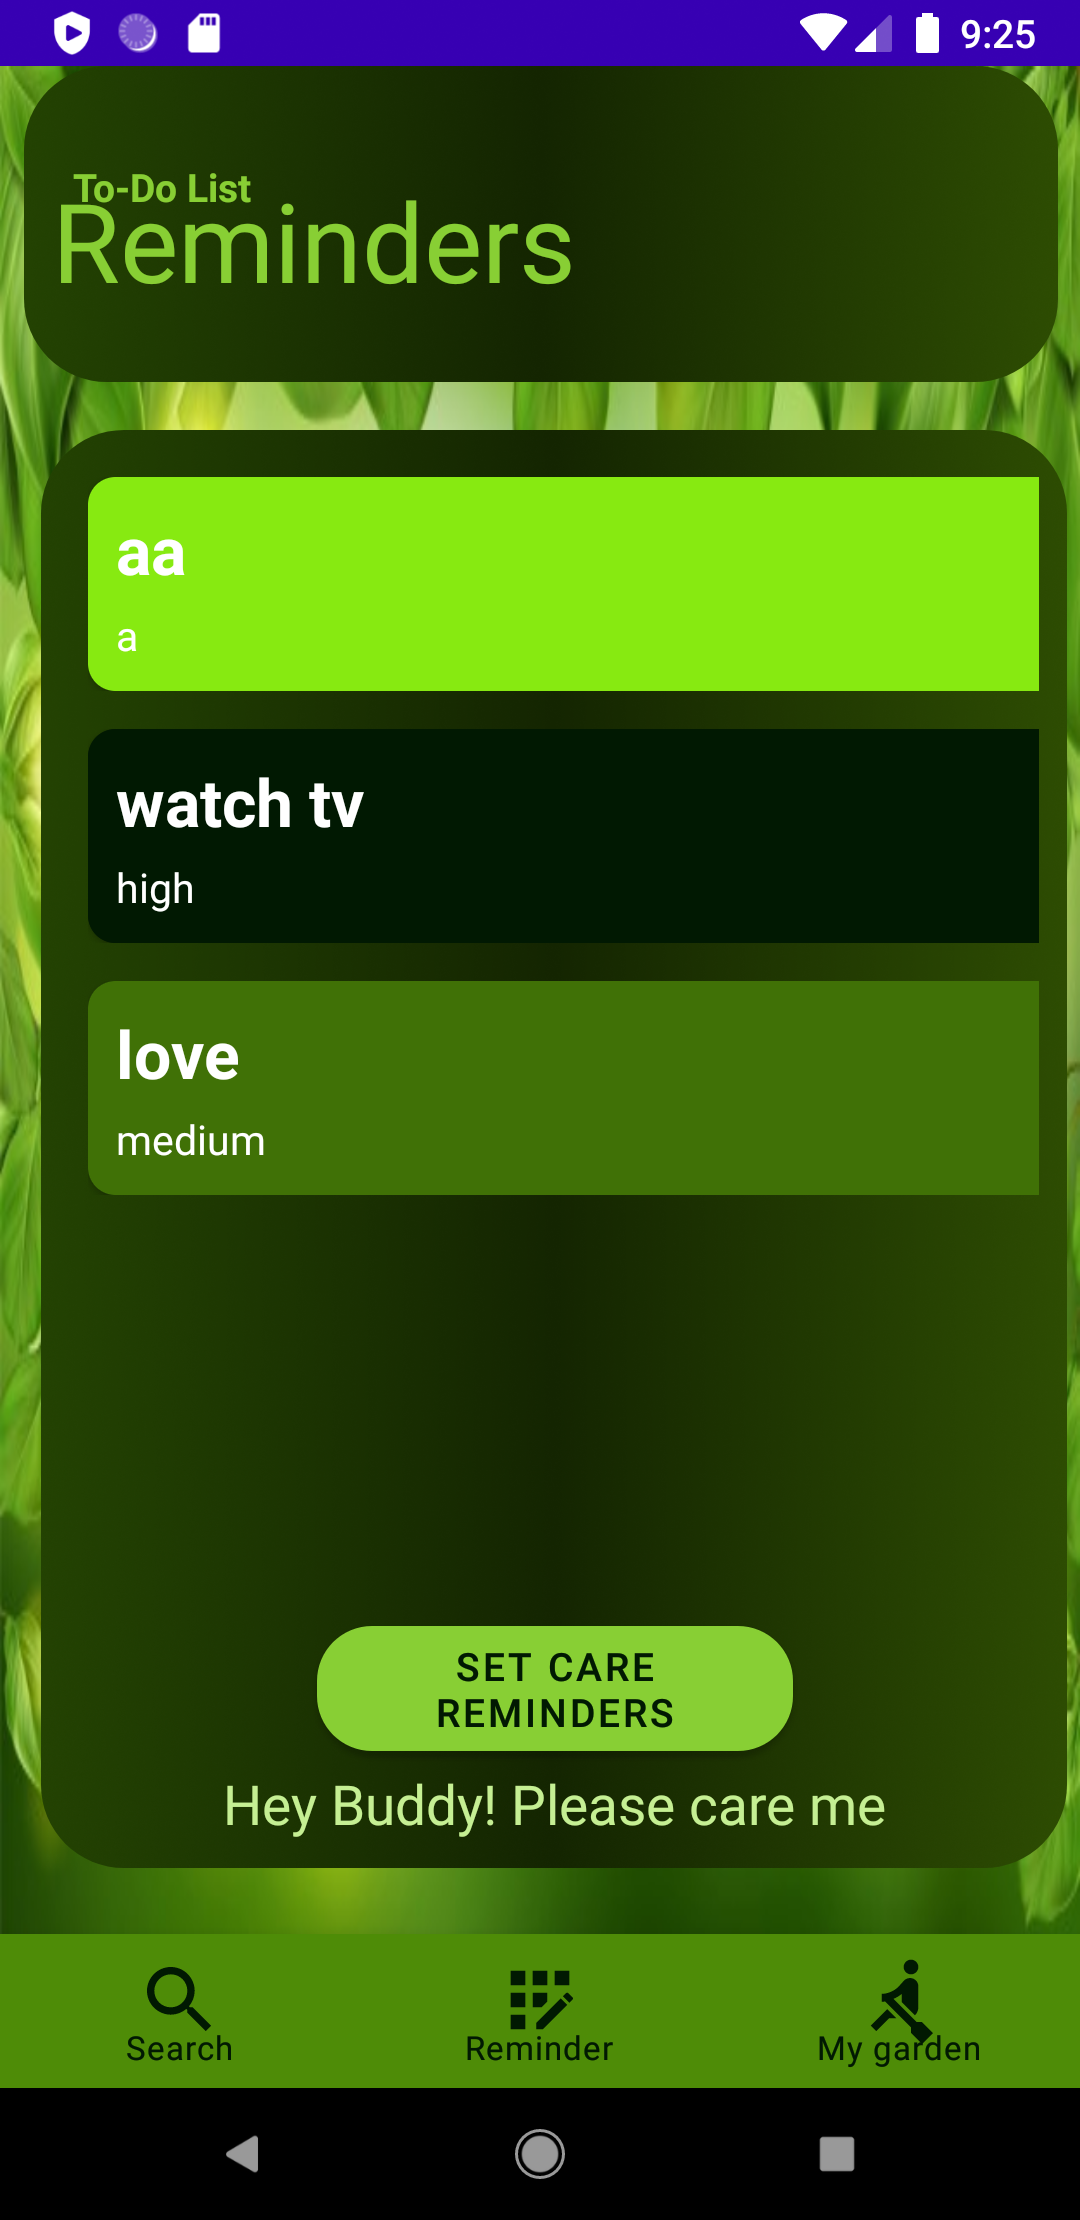 9:25
To-Do List
Reminders
aa
a
watch tv
high
love
medium
SET CARE
REMINDERS
Hey Buddy! Please care me
Search
Reminder
My garden